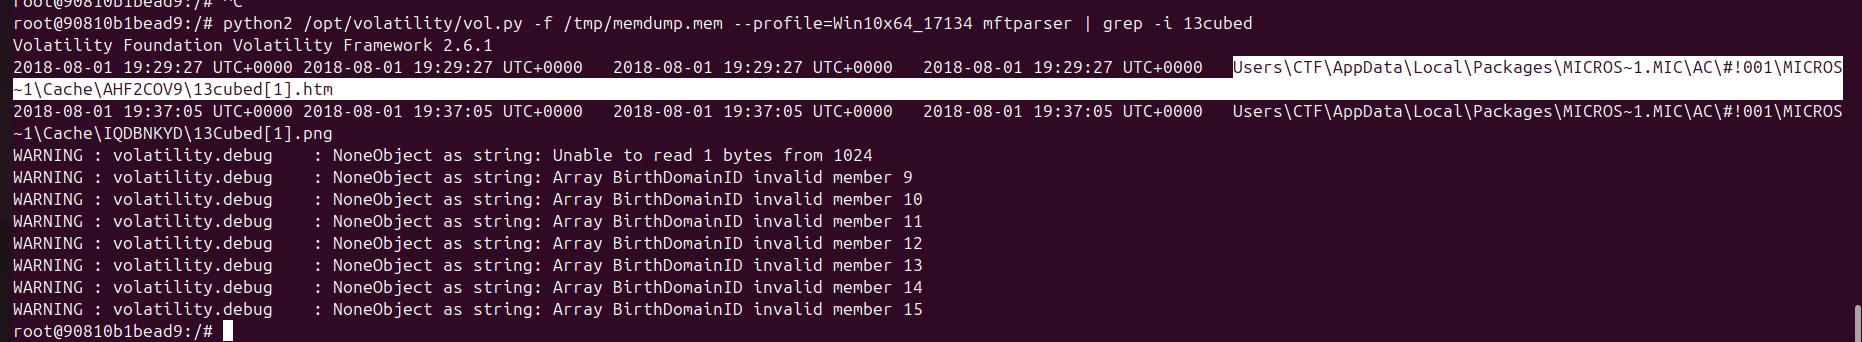 root@90810b1bead9:/# ^C
root@90810b1bead9:/# python2 /opt/volatility/vol.py -f /tmp/memdump.mem --profile=Win10x64_17134 mftparser | grep -i 13cubed
Volatility Foundation Volatility Framework 2.6.1
2018-08-01 19:29:27 UTC+0000 2018-08-01 19:29:27 UTC+0000   2018-08-01 19:29:27 UTC+0000   2018-08-01 19:29:27 UTC+0000   Users\CTF\AppData\Local\Packages\MICROS~1.MIC\AC\#!001\MICROS
~1\Cache\AHF2COV9\13cubed[1].htm
2018-08-01 19:37:05 UTC+0000 2018-08-01 19:37:05 UTC+0000   2018-08-01 19:37:05 UTC+0000   2018-08-01 19:37:05 UTC+0000   Users\CTF\AppData\Local\Packages\MICROS~1.MIC\AC\#!001\MICROS
~1\Cache\IQDBNKYD\13Cubed[1].png
WARNING : volatility.debug    : NoneObject as string: Unable to read 1 bytes from 1024
WARNING : volatility.debug    : NoneObject as string: Array BirthDomainID invalid member 9
WARNING : volatility.debug    : NoneObject as string: Array BirthDomainID invalid member 10
WARNING : volatility.debug    : NoneObject as string: Array BirthDomainID invalid member 11
WARNING : volatility.debug    : NoneObject as string: Array BirthDomainID invalid member 12
WARNING : volatility.debug    : NoneObject as string: Array BirthDomainID invalid member 13
WARNING : volatility.debug    : NoneObject as string: Array BirthDomainID invalid member 14
WARNING : volatility.debug    : NoneObject as string: Array BirthDomainID invalid member 15
root@90810b1bead9:/#